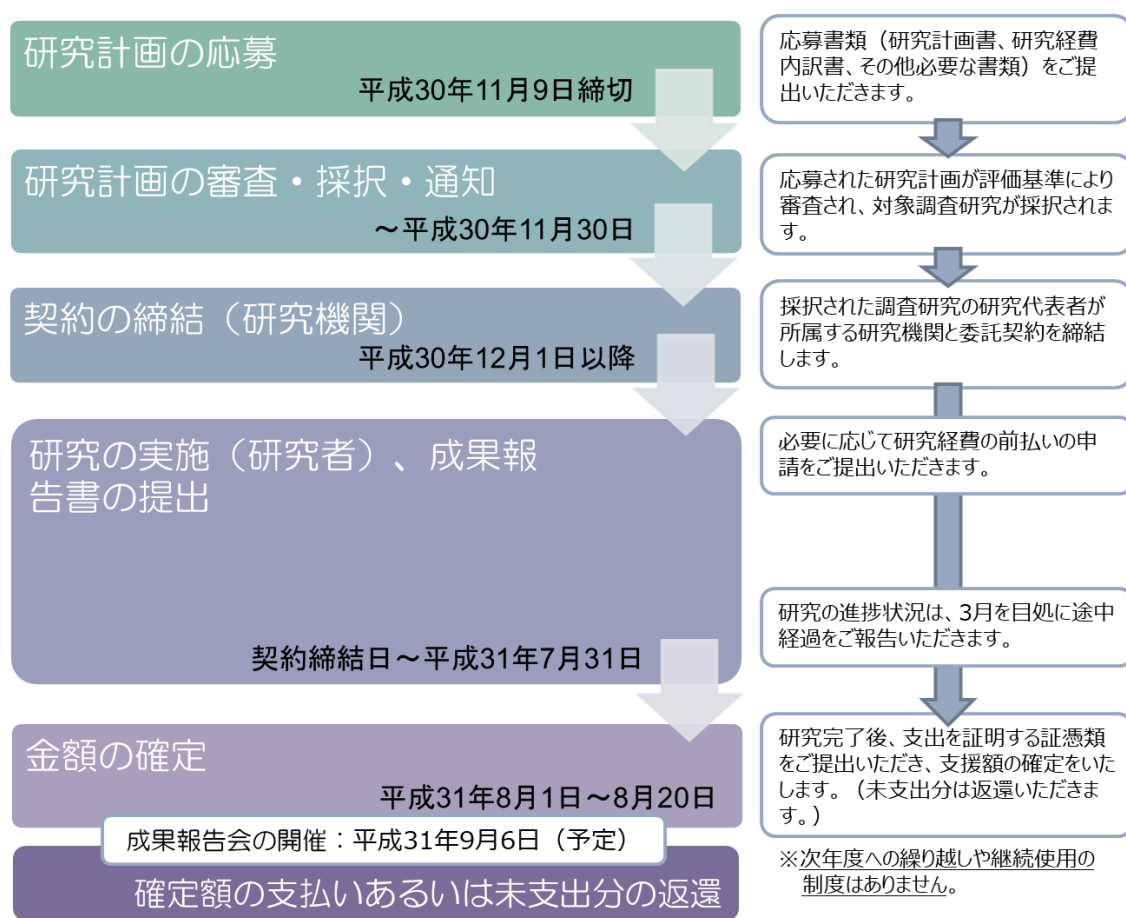 研究計画の応募
平成30年11月9日締切
応募書類（研究計画書、研究経費
内訳書、その他必要な書類）をご提
出いただきます。
研究計画の審査・採択・通知
～平成30年11月30日
応募された研究計画が評価基準により
審査され、対象調査研究が採択されま
す。
契約の締結（研究機関）
平成30年12月1日以降
採択された調査研究の研究代表者が
所属する研究機関と委託契約を締結
します。
研究の実施（研究者）、成果報
告書の提出
契約締結日～平成31年7月31日
必要に応じて研究経費の前払いの申
請をご提出いただきます。
研究の進捗状況は、3月を目処に途中
経過をご報告いただきます。
金額の確定
平成31年8月1日～8月20日
研究完了後、支出を証明する証憑類
をご提出いただき、支援額の確定をいた
します。（未支出分は返還いただきま
す。）
成果報告会の開催：平成31年9月6日（予定）
確定額の支払いあるいは未支出分の返還
※次年度への繰り越しや継続使用の
制度はありません。